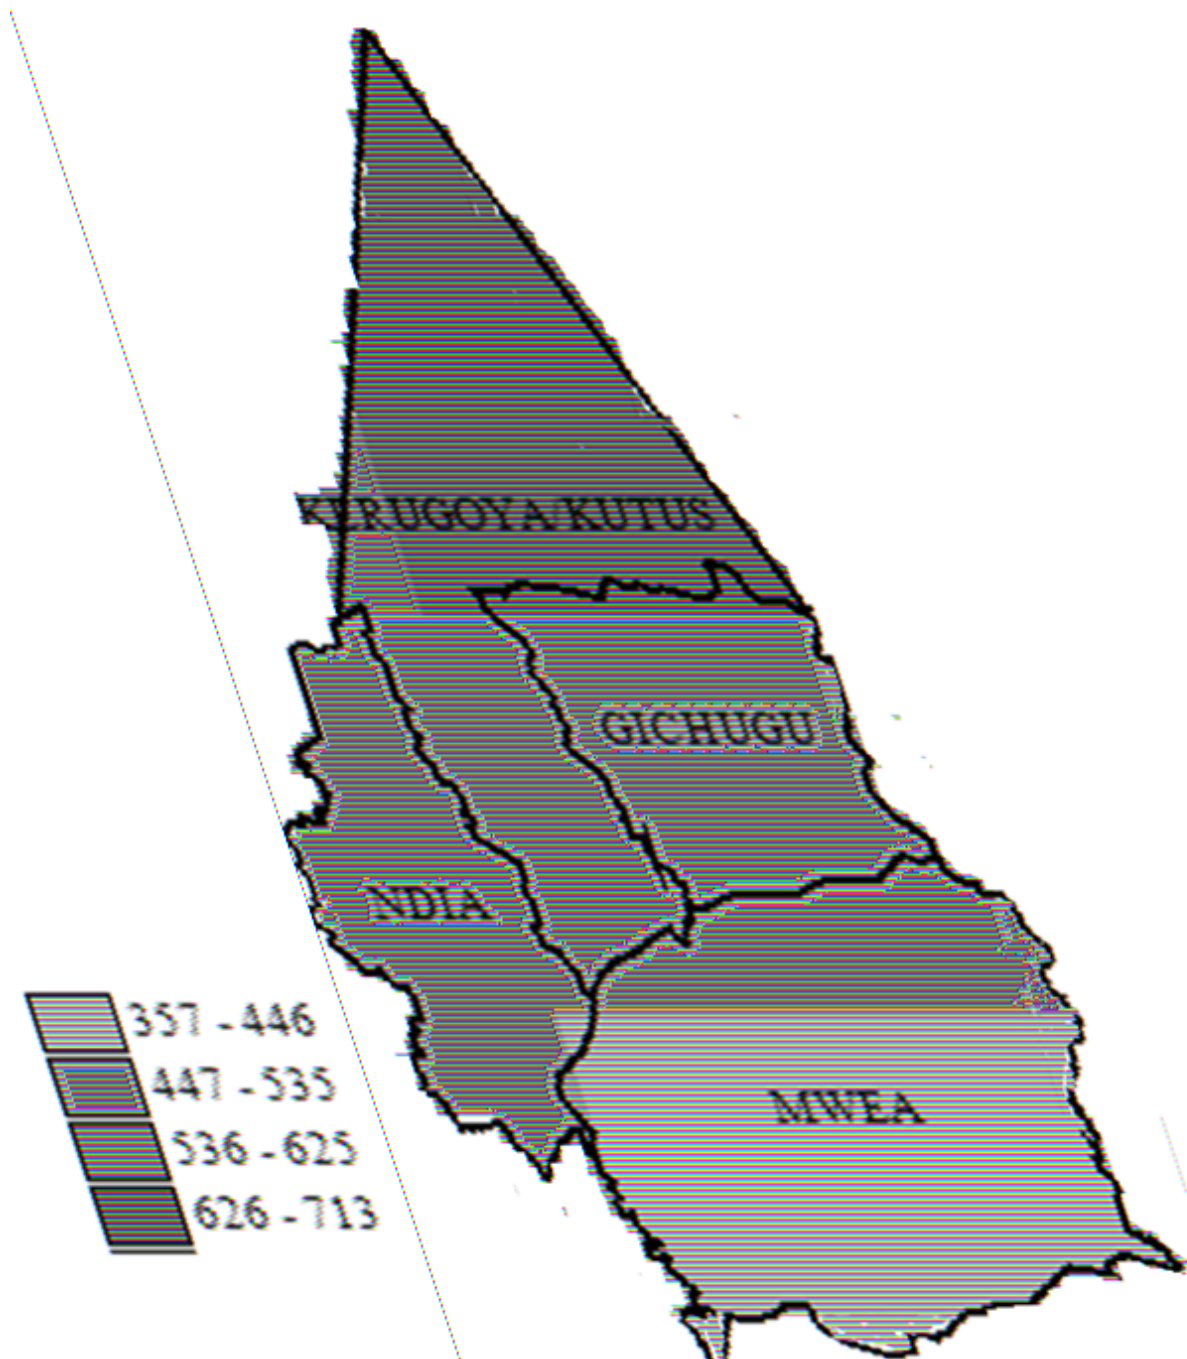 KERUGOYA/KUTUS
GICHUGU
NDIA
357 - 446
447 - 535
MWEA
536 - 625
626 - 713